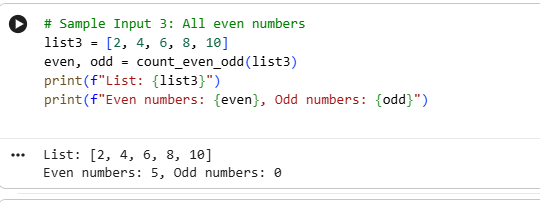 # Sample Input 3: All even numbers
list3 = [2, 4, 6, 8, 10]
even, odd = count_even_odd(list3)
print(f"List: {list3}")
print(f"Even numbers: {even}, Odd numbers: {odd}")
List: [2, 4, 6, 8, 10]
Even numbers: 5, Odd numbers: 0